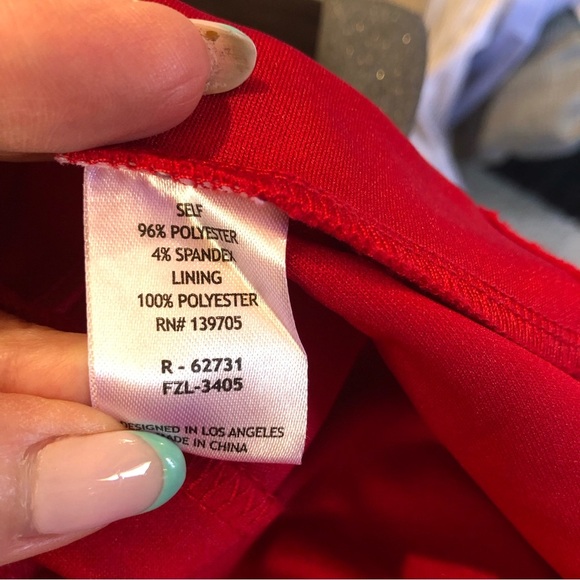 SELF
96% POLYESTER
4% SPANDEX
LINING
100% POLYESTER
RN# 139705
R - 62731
FZL-3405
DESIGNED IN LOS ANGELES
MADE IN CHINA